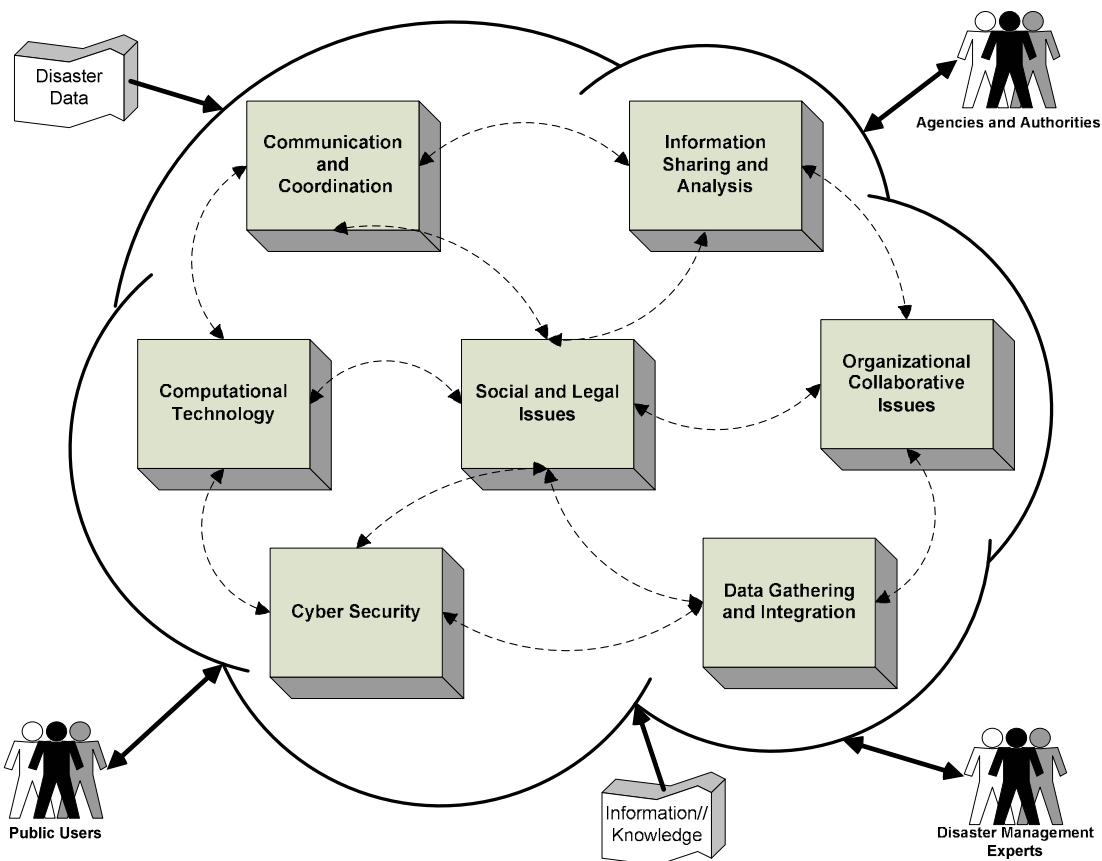 Disaster
Data
Agencies and Authorities
Communication
and
Coordination
Information
Sharing and
Analysis
Computational
Technology
Social and Legal
Issues
Organizational
Collaborative
Issues
Cyber Security
Data Gathering
and Integration
Public Users
Information//
Knowledge
Disaster Management
Experts